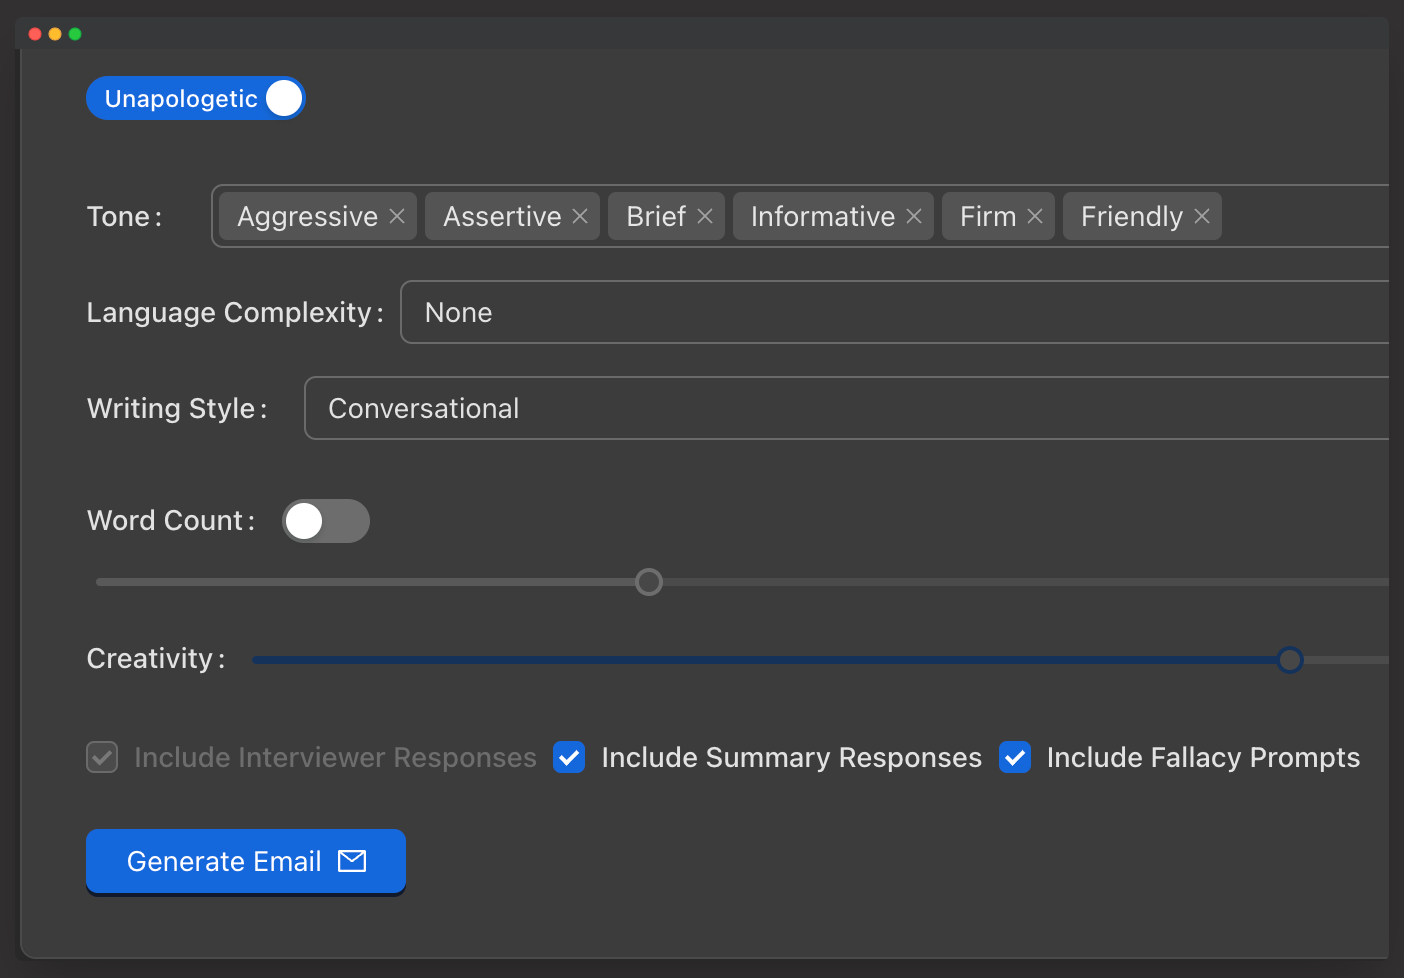 Unapologetic
Tone: Aggressive Assertive Brief Informative Firm Friendly
Language Complexity: None
Writing Style: Conversational
Word Count:
Creativity:
Include Interviewer Responses Include Summary Responses Include Fallacy Prompts
Generate Email